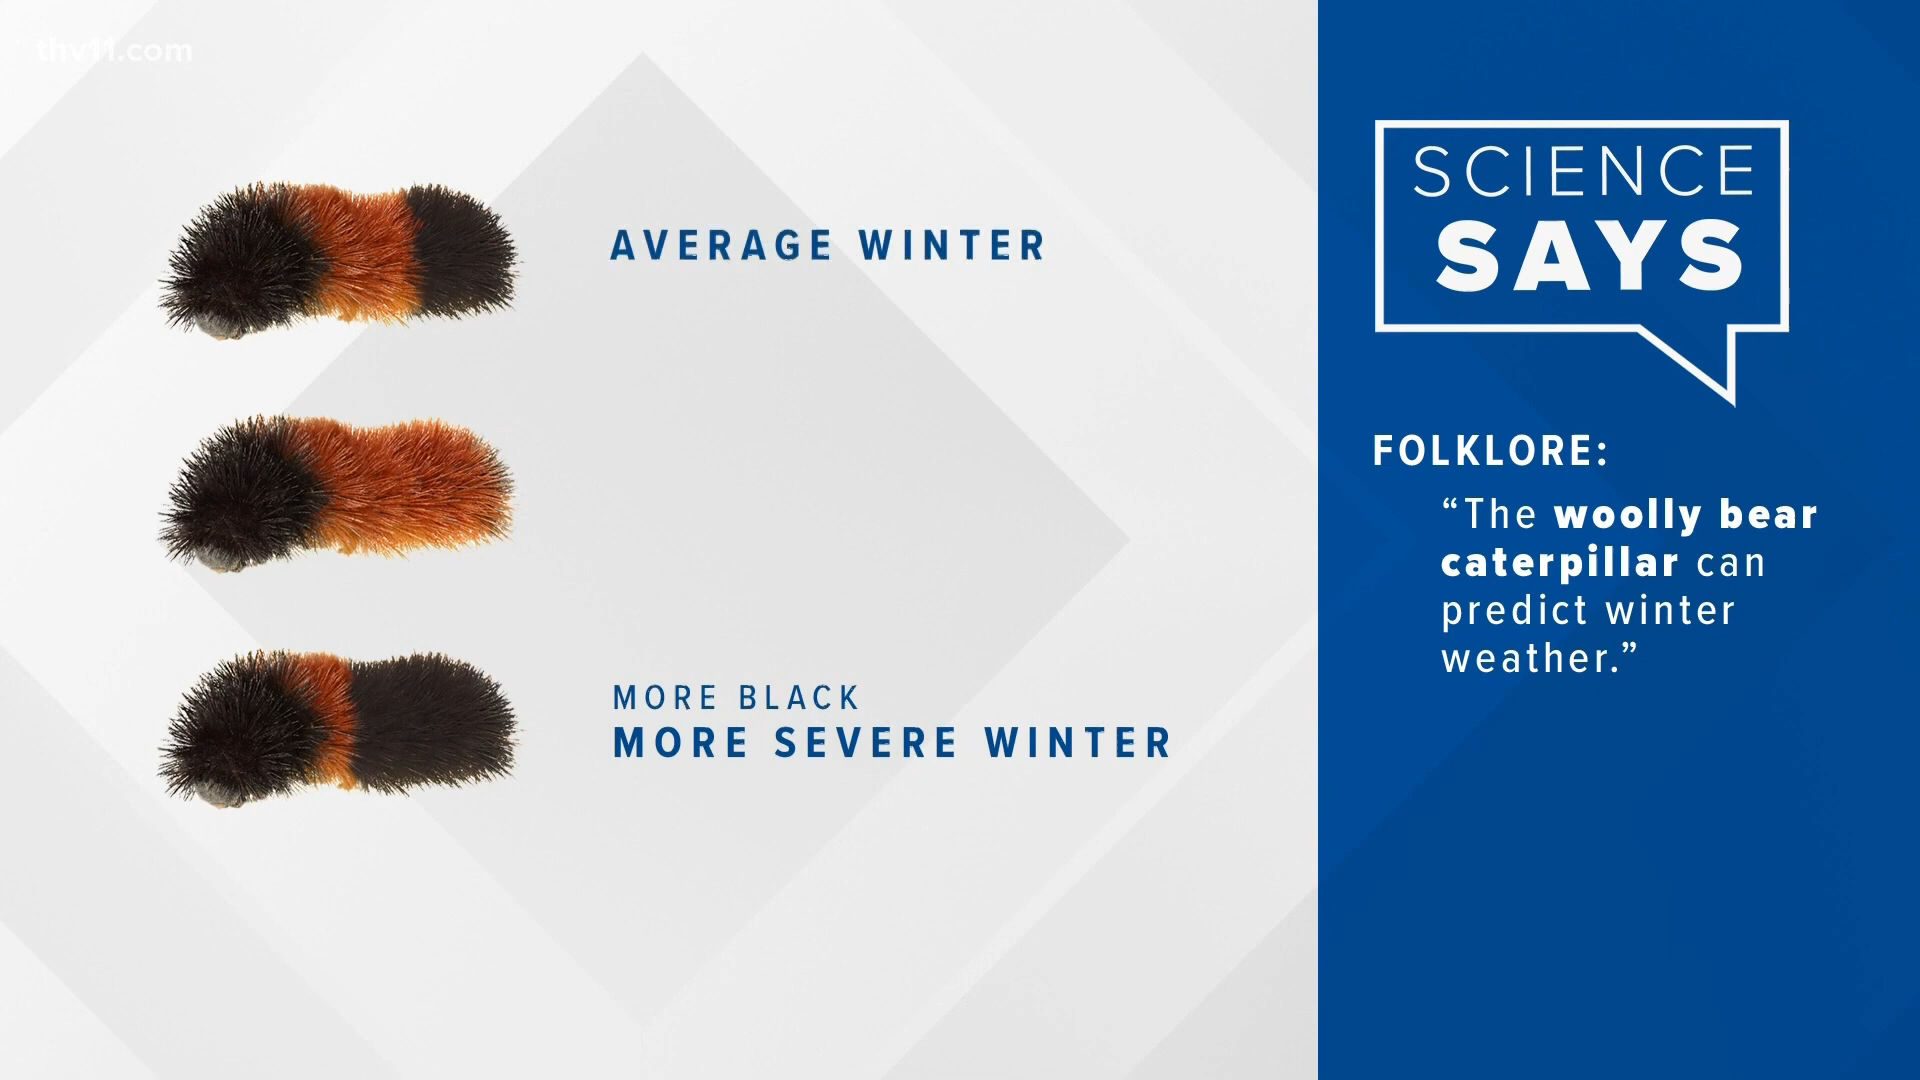 thv11.com
AVERAGE WINTER
MORE BLACK
MORE SEVERE WINTER
SCIENCE
SAYS
FOLKLORE:
“The woolly bear
caterpillar can
predict winter
weather.”